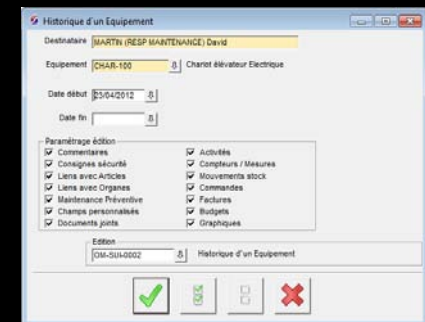 Historique d'un Equipement
Destinataire MARTIN (RESP MAINTENANCE) David
Equipement CHAR-100 Chariot élévateur Electrique
Date début 23/04/2012
Date fin
Paramétrage édition
Commentaires Activités
Consignes sécurité Compteurs / Mesures
Liens avec Articles Mouvements stock
Liens avec Organes Commandes
Maintenance Préventive Factures
Champs personnalisés Budgets
Documents joints Graphiques
Edition
OM-SUI-0002 Historique d'un Equipement